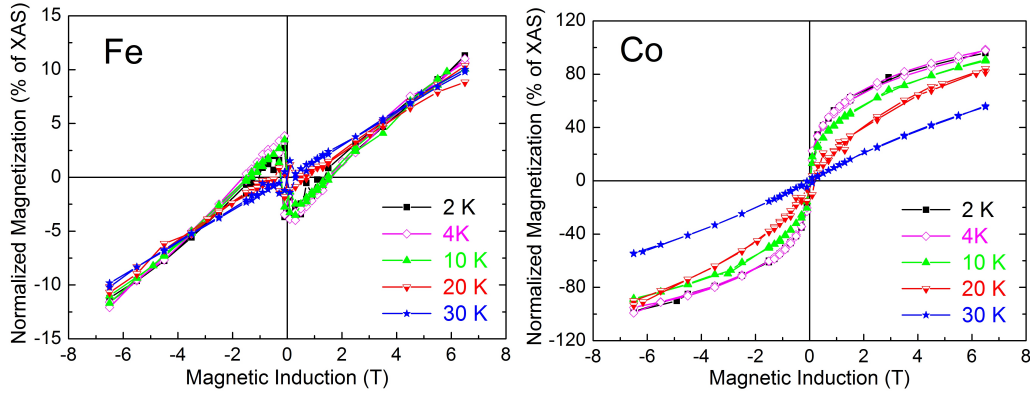 Fe
Normalized Magnetization (% of XAS)
15
10
5
0
-5
-10
-15
2 K
4K
10 K
20 K
30 K
-8 -6 -4 -2 0 2 4 6 8
Magnetic Induction (T)
Co
Normalized Magnetization (% of XAS)
120
80
40
0
-40
-80
-120
2 K
4K
10 K
20 K
30 K
-8 -6 -4 -2 0 2 4 6 8
Magnetic Induction (T)